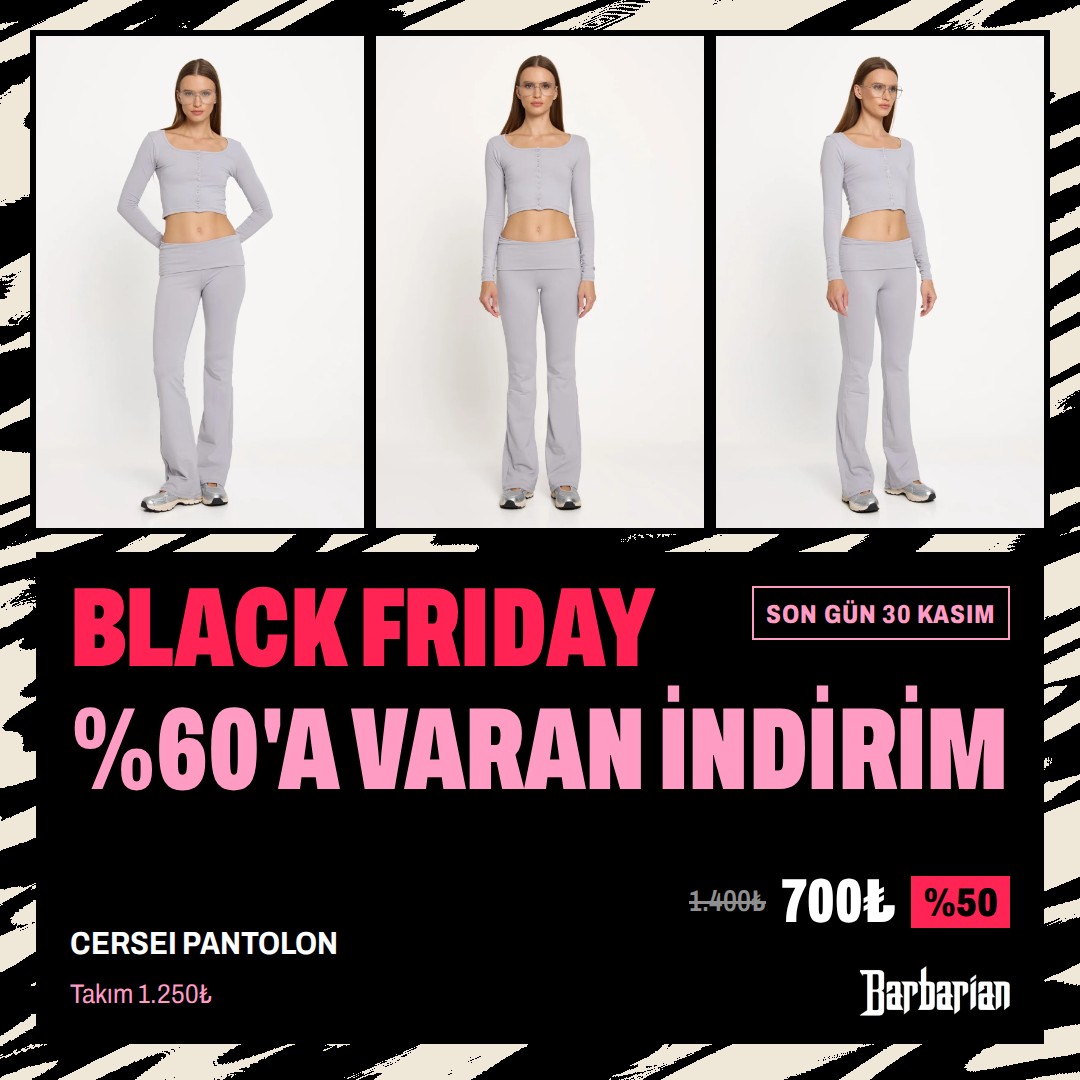 BLACK FRIDAY
SON GÜN 30 KASIM
%60'A VARAN İNDİRİM
1.400₺ 700₺ %50
CERSEI PANTOLON
Takım 1.250₺
Barbarian